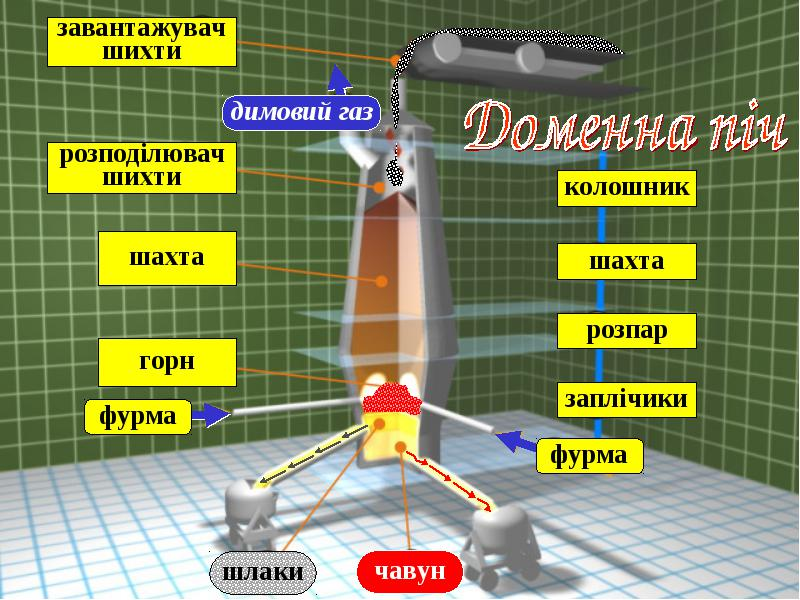 завантажувач
шихти
димовий газ
Доменна піч
розподілювач
шихти
колошник
шахта
шахта
розпар
горн
заплічики
фурма
фурма
шлаки
чавун